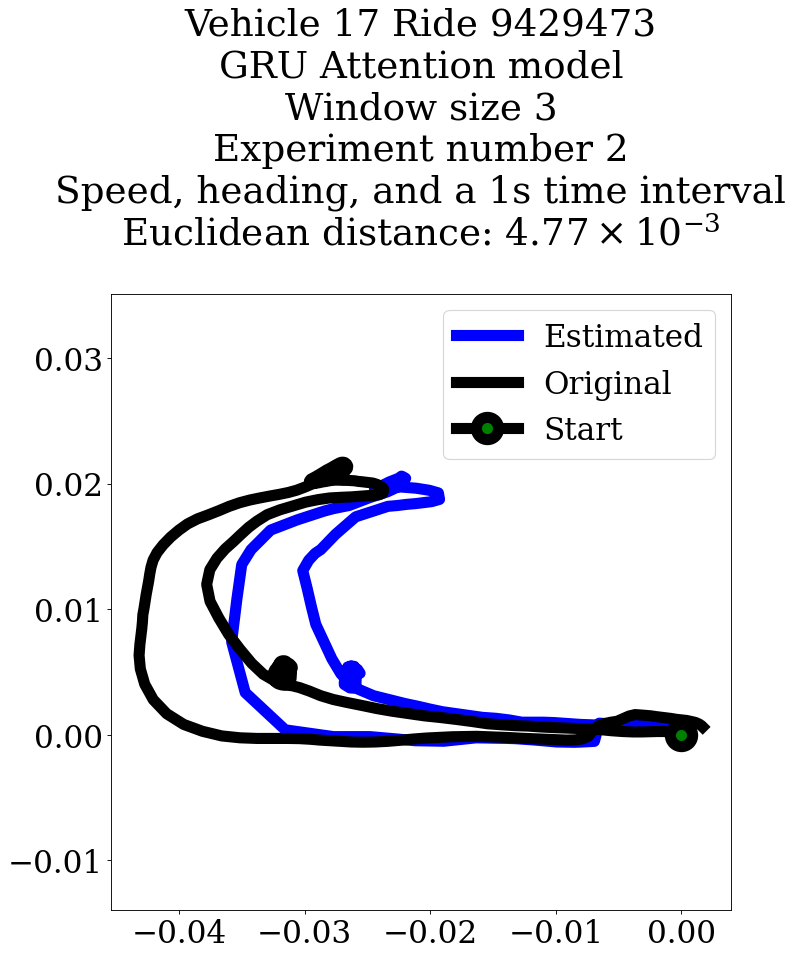 Vehicle 17 Ride 9429473
GRU Attention model
Window size 3
Experiment number 2
Speed, heading, and a 1s time interval
Euclidean distance: 4.77 × 10⁻³
Estimated
Original
Start
0.03
0.02
0.01
0.00
−0.01
−0.04 −0.03 −0.02 −0.01 0.00